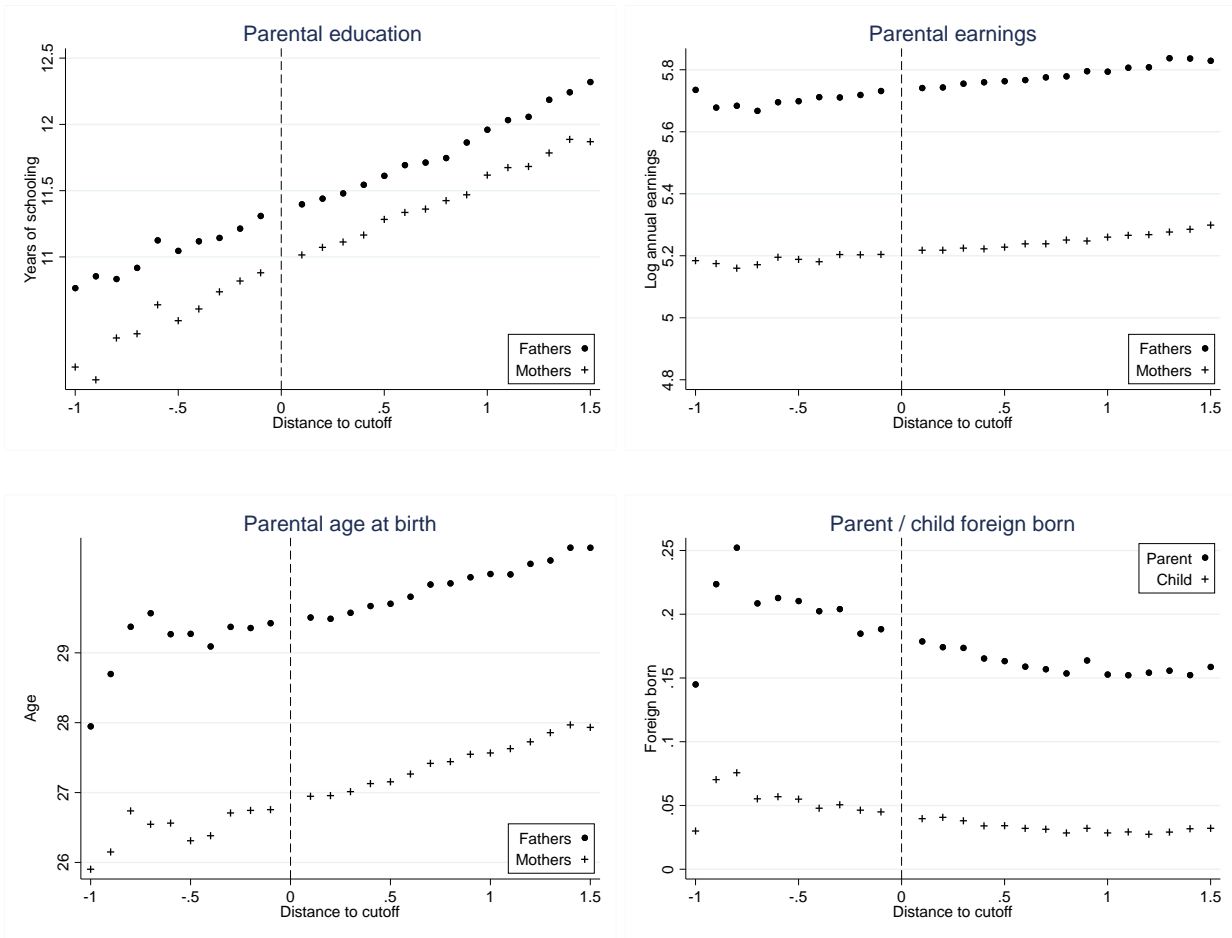 Parental education
Years of schooling
12.5
12
11.5
11
Fathers
Mothers
-1 -.5 0 .5 1 1.5
Distance to cutoff
Parental earnings
Log annual earnings
5.8
5.6
5.4
5.2
5
4.8
Fathers
Mothers
-1 -.5 0 .5 1 1.5
Distance to cutoff
Parental age at birth
Age
29
28
27
26
Fathers
Mothers
-1 -.5 0 .5 1 1.5
Distance to cutoff
Parent / child foreign born
Foreign born
.25
.2
.15
.1
.05
0
Parent
Child
-1 -.5 0 .5 1 1.5
Distance to cutoff